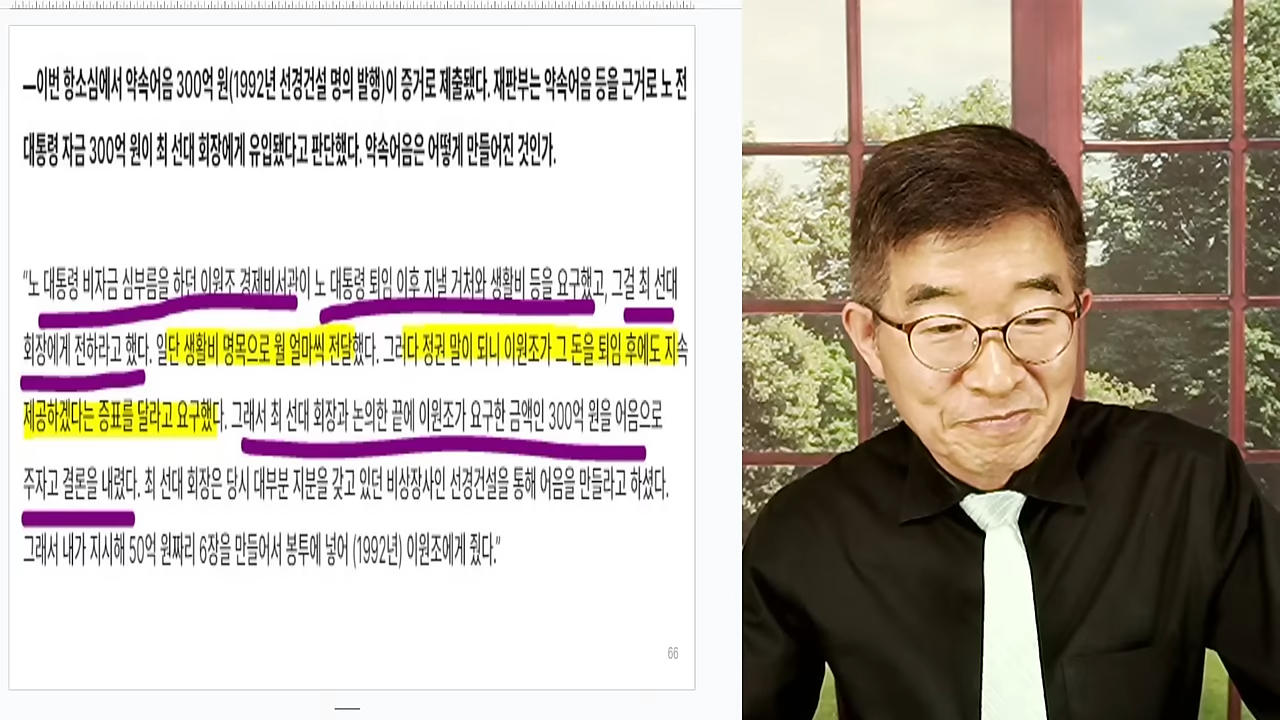 —이번 항소심에서 약속어음 300억 원(1992년 선경건설 명의 발행)이 증거로 제출됐다. 재판부는 약속어음 등을 근거로 노 전
대통령 자금 300억 원이 최 선대 회장에게 유입됐다고 판단했다. 약속어음은 어떻게 만들어진 것인가.
“노 대통령 비자금 심부름을 하던 이원조 경제비서관이 노 대통령 퇴임 이후 지낼 거처와 생활비 등을 요구했고, 그걸 최 선대
회장에게 전하라고 했다. 일단 생활비 명목으로 월 얼마씩 전달했다. 그러다 정권 말이 되니 이원조가 그 돈을 퇴임 후에도 지속
제공하겠다는 증표를 달라고 요구했다. 그래서 최 선대 회장과 논의한 끝에 이원조가 요구한 금액인 300억 원을 어음으로
주자고 결론을 내렸다. 최 선대 회장은 당시 대부분 지분을 갖고 있던 비상장사인 선경건설을 통해 어음을 만들라고 하셨다.
그래서 내가 지시해 50억 원짜리 6장을 만들어서 봉투에 넣어 (1992년) 이원조에게 줬다.”
66